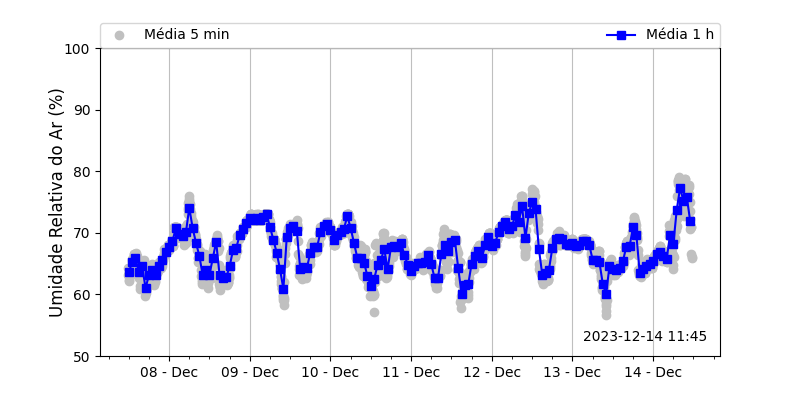 Média 5 min
Média 1 h
Umidade Relativa do Ar (%)
100
90
80
70
60
50
2023-12-14 11:45
08 - Dec
09 - Dec
10 - Dec
11 - Dec
12 - Dec
13 - Dec
14 - Dec